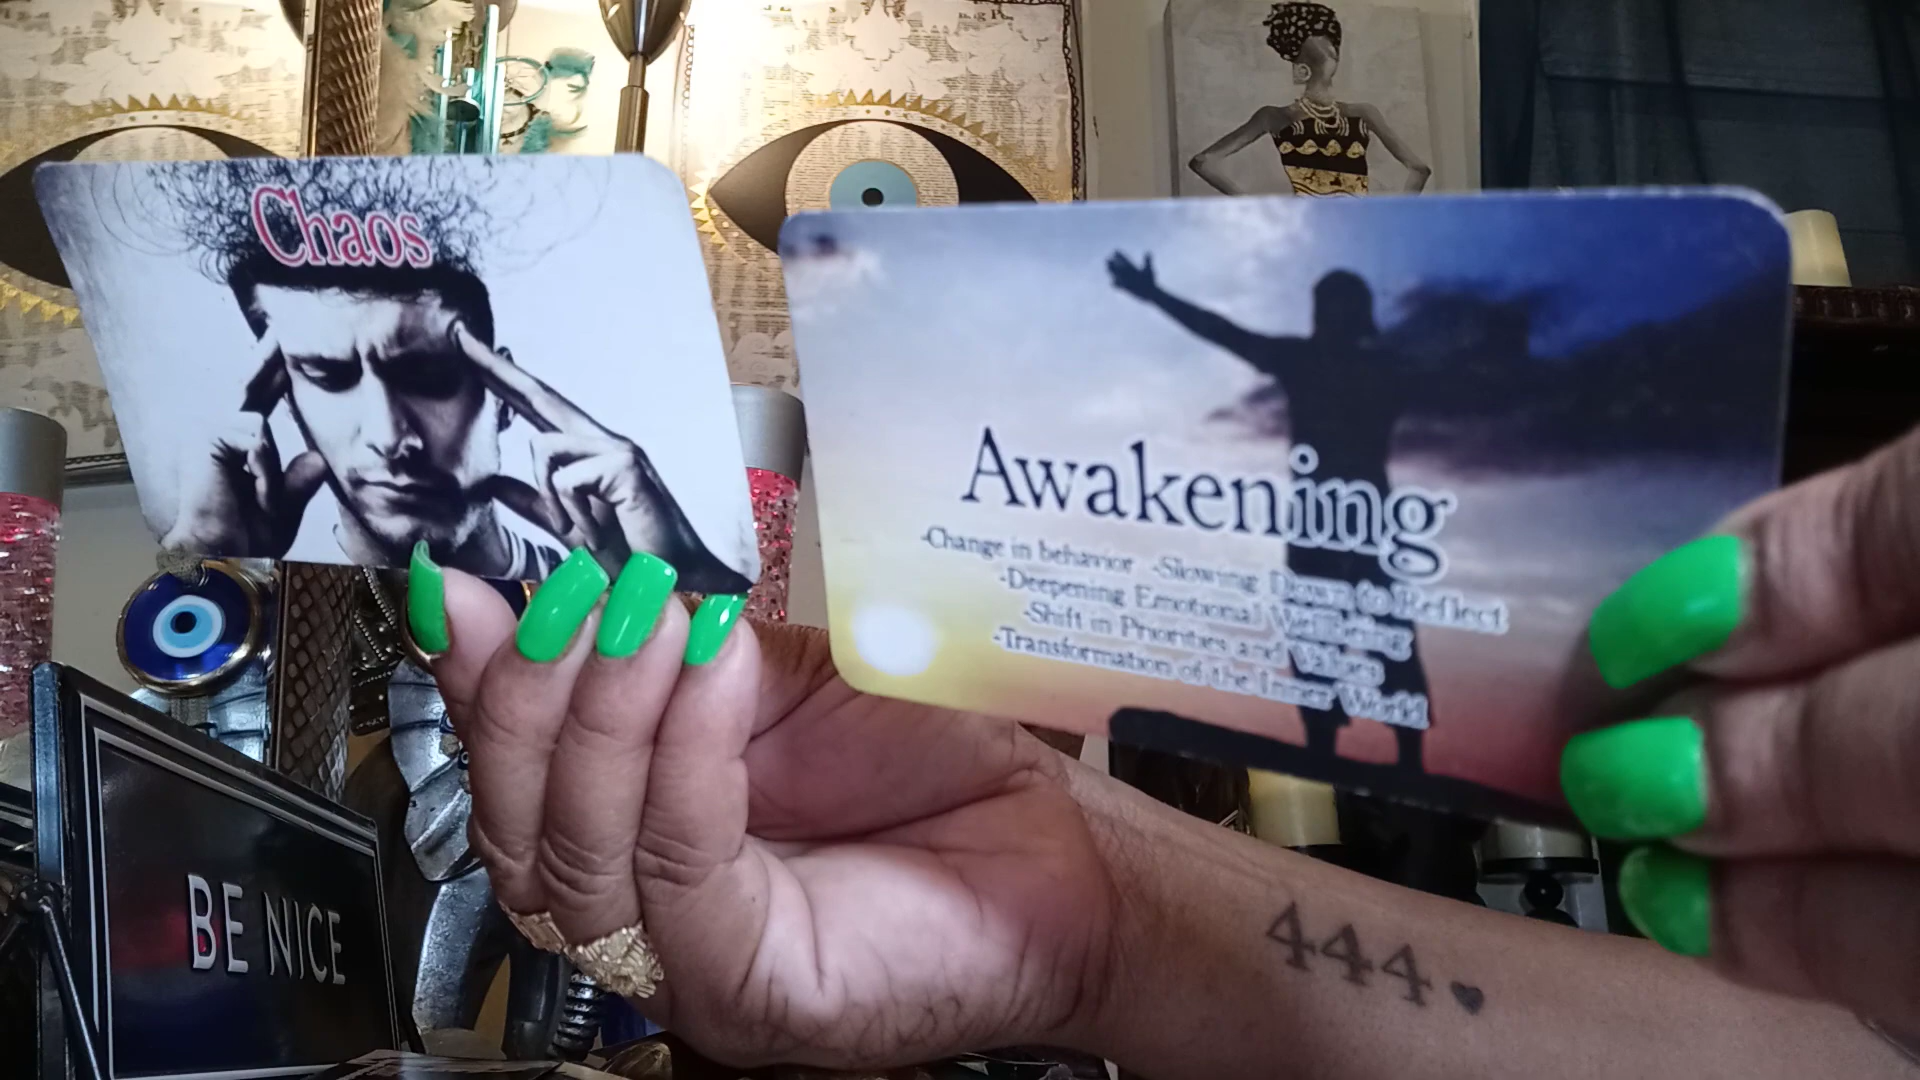 Chaos
Awakening
-Change in behavior -Slowing Down to Reflect
-Deepening Emotional Wellbeing
-Shift in Priorities and Values
-Transformation of the Inner World
BE NICE
444